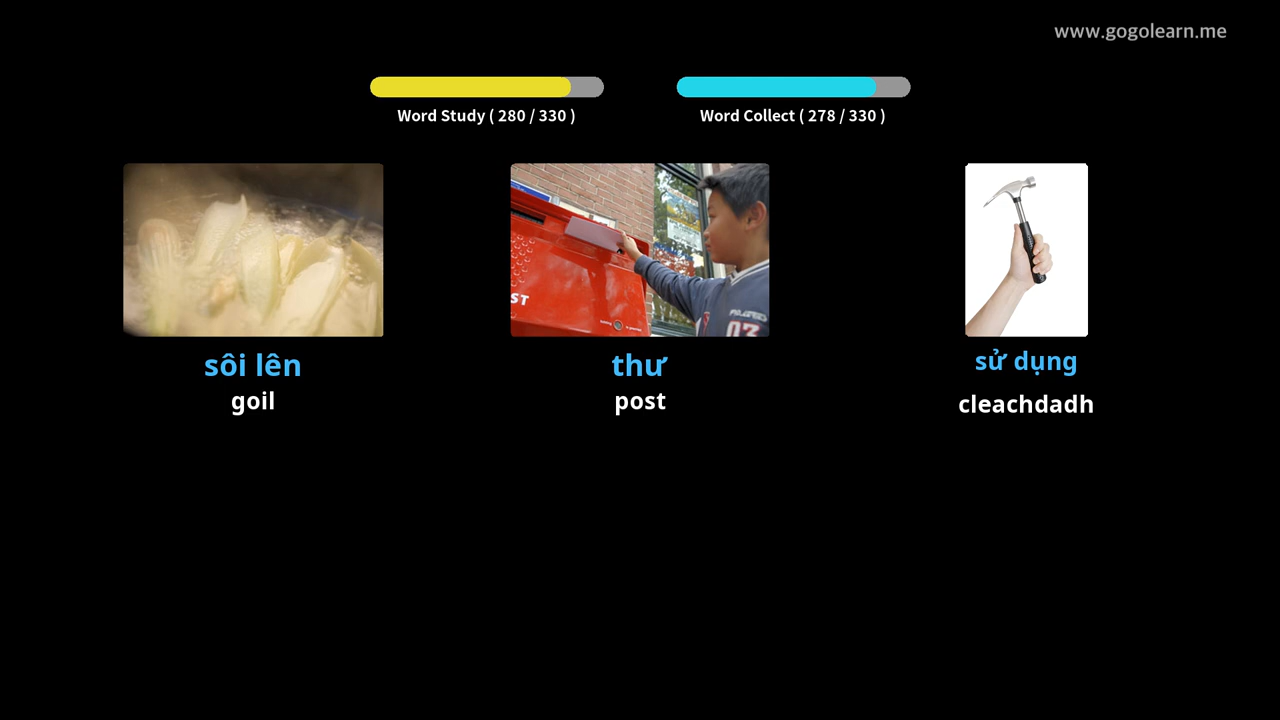 www.gogolearn.me
Word Study ( 280 / 330 )
Word Collect ( 278 / 330 )
ST
sôi lên
thư
sử dụng
goil
post
cleachdadh